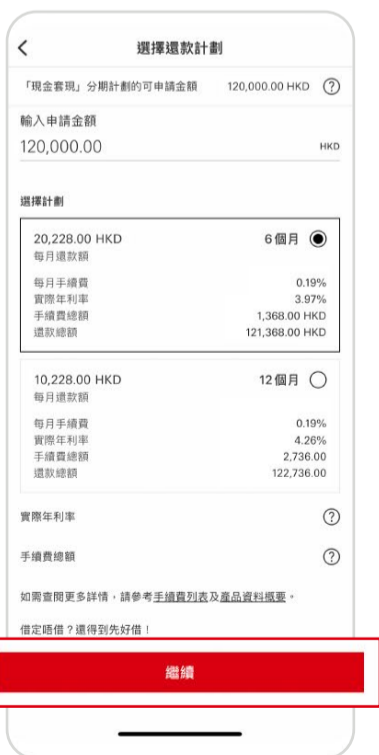 選擇還款計劃
「現金套現」分期計劃的可申請金額 120,000.00 HKD ?
輸入申請金額
120,000.00 HKD
選擇計劃
20,228.00 HKD 6個月
每月還款額
每月手續費 0.19%
實際年利率 3.97%
手續費總額 1,368.00 HKD
還款總額 121,368.00 HKD
10,228.00 HKD 12個月
每月還款額
每月手續費 0.19%
實際年利率 4.26%
手續費總額 2,736.00
還款總額 122,736.00
實際年利率 ?
手續費總額 ?
如需查閱更多詳情，請參考手續費列表及產品資料概要。
借定唔借？還得到先好借！
繼續